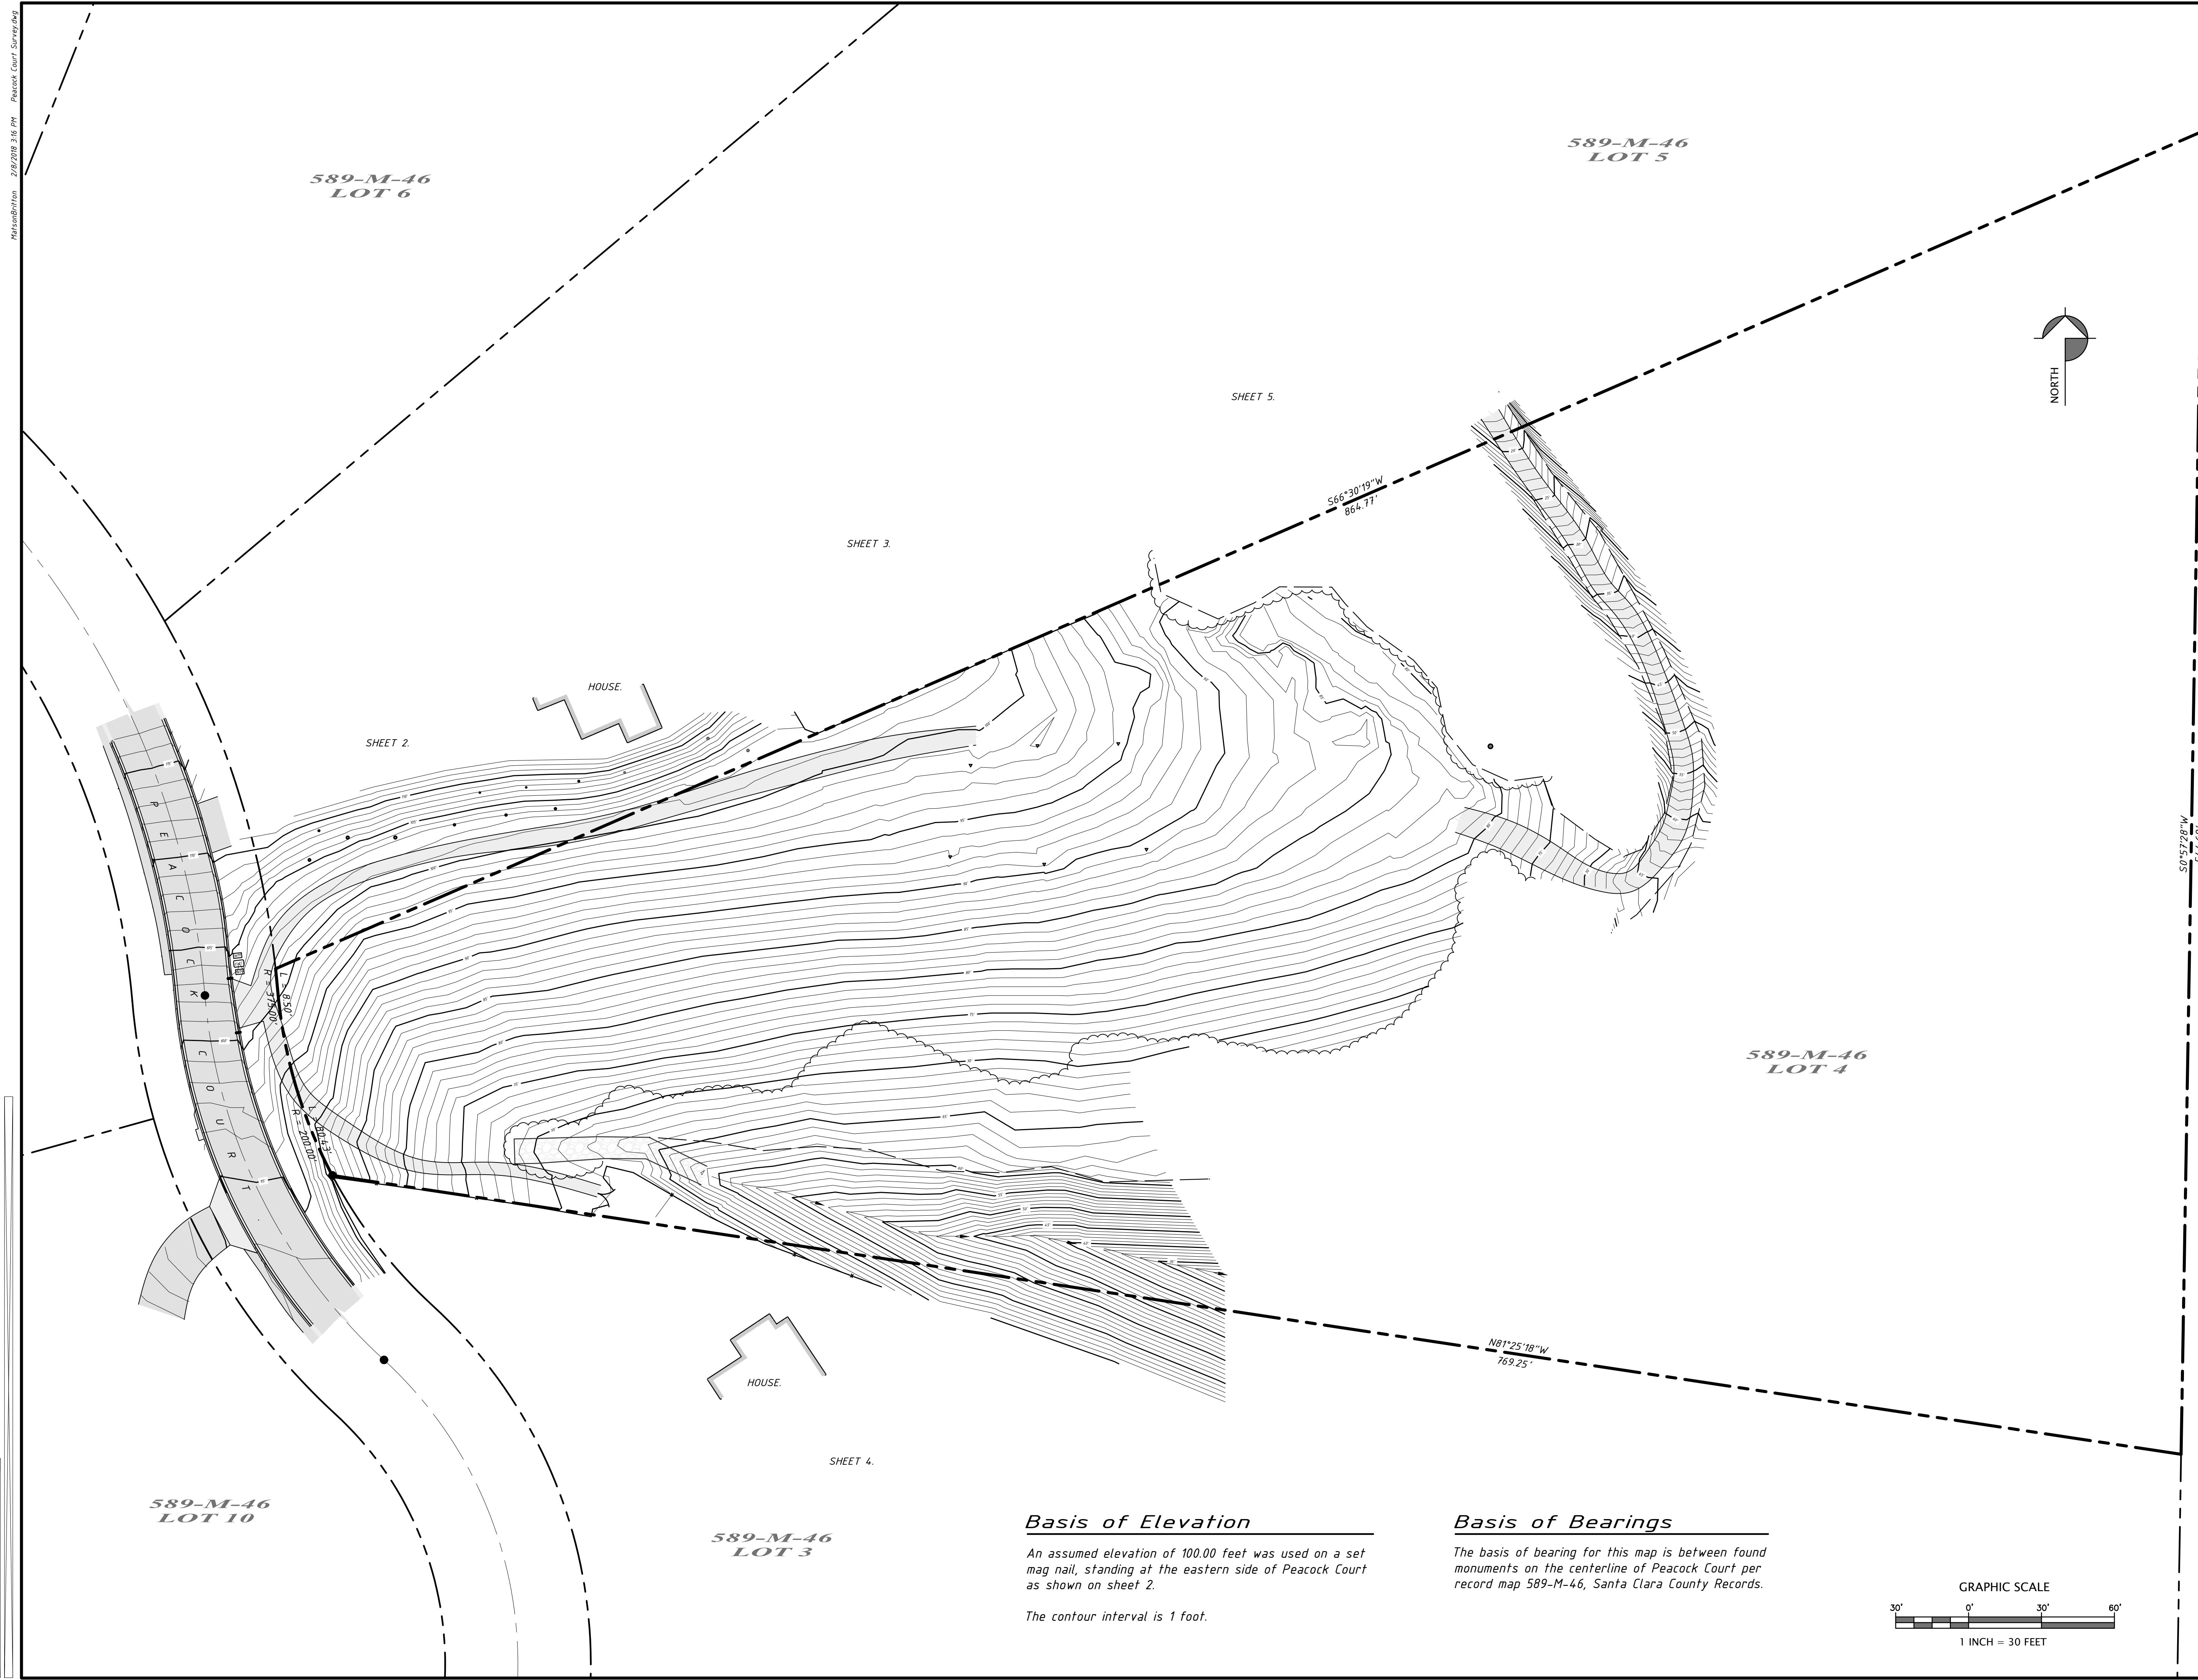 MatsonBritton 2/8/2018 3:16 PM Peacock Court Survey.dwg
589-M-46
LOT 6
589-M-46
LOT 5
NORTH
SHEET 5.
S66°30'19"W
864.77'
SHEET 3.
HOUSE.
SHEET 2.
PEACOCK COURT
S0°57'28"W
L = 85.0'
R = 375.00'
L = 80.43'
R = 200.00'
589-M-46
LOT 4
N81°25'18"W
769.25'
HOUSE.
SHEET 4.
589-M-46
LOT 10
589-M-46
LOT 3
Basis of Elevation
An assumed elevation of 100.00 feet was used on a set
mag nail, standing at the eastern side of Peacock Court
as shown on sheet 2.
The contour interval is 1 foot.
Basis of Bearings
The basis of bearing for this map is between found
monuments on the centerline of Peacock Court per
record map 589-M-46, Santa Clara County Records.
GRAPHIC SCALE
30' 0' 30' 60'
1 INCH = 30 FEET